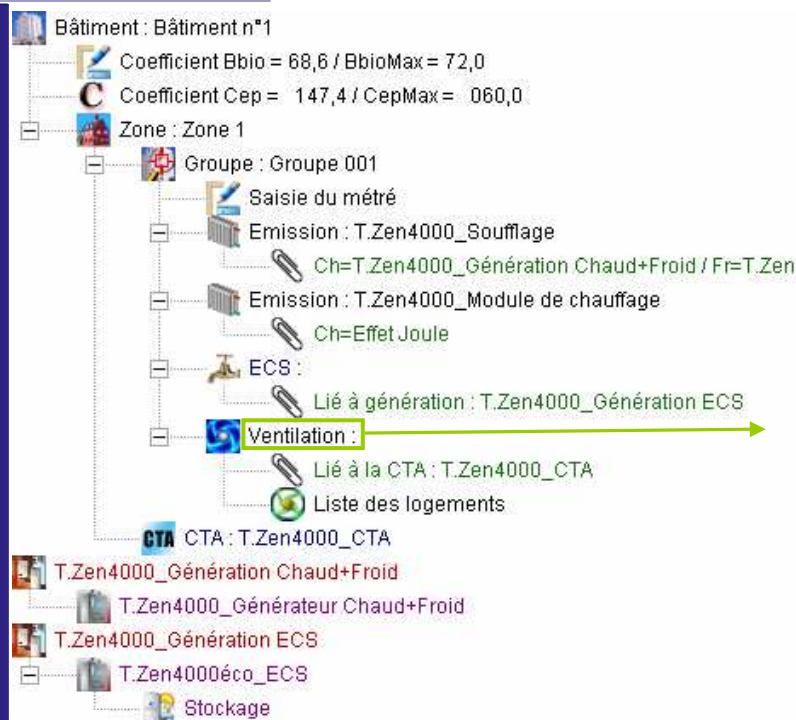 Bâtiment : Bâtiment n°1
Coefficient Bbio = 68,6 / BbioMax = 72,0
C Coefficient Cep = 147,4 / CepMax = 060,0
Zone : Zone 1
Groupe : Groupe 001
Saisie du métré
Emission : T.Zen4000_Soufflage
Ch=T.Zen4000_Génération Chaud+Froid / Fr=T.Zen
Emission : T.Zen4000_Module de chauffage
Ch=Effet Joule
ECS :
Lié à génération : T.Zen4000_Génération ECS
Ventilation :
Lié à la CTA : T.Zen4000_CTA
Liste des logements
CTA CTA : T.Zen4000_CTA
T.Zen4000_Génération Chaud+Froid
T.Zen4000_Générateur Chaud+Froid
T.Zen4000_Génération ECS
T.Zen4000éco_ECS
Stockage